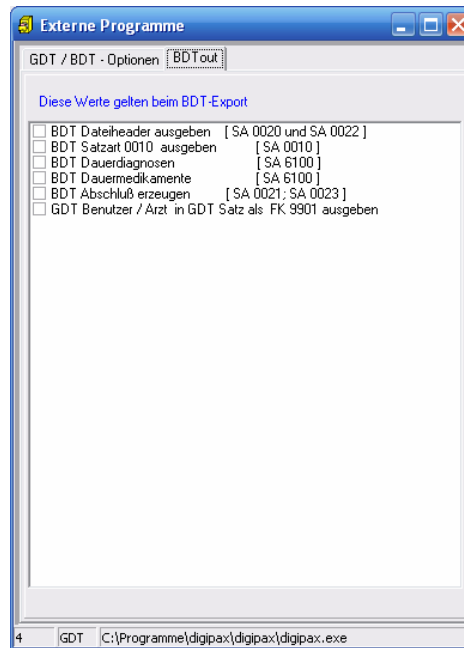 Externe Programme
GDT / BDT - Optionen BDTout
Diese Werte gelten beim BDT-Export
BDT Dateiheader ausgeben [ SA 0020 und SA 0022 ]
BDT Satzart 0010 ausgeben [ SA 0010 ]
BDT Dauerdiagnosen [ SA 6100 ]
BDT Dauermedikamente [ SA 6100 ]
BDT Abschluß erzeugen [ SA 0021; SA 0023 ]
GDT Benutzer / Arzt in GDT Satz als FK 9901 ausgeben
4 GDT C:\Programme\digipax\digipax\digipax.exe